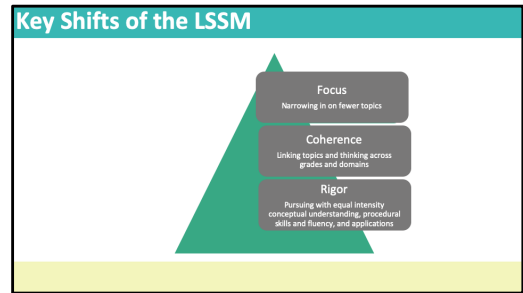 Key Shifts of the LSSM
Focus
Narrowing in on fewer topics
Coherence
Linking topics and thinking across
grades and domains
Rigor
Pursuing with equal intensity
conceptual understanding, procedural
skills and fluency, and applications